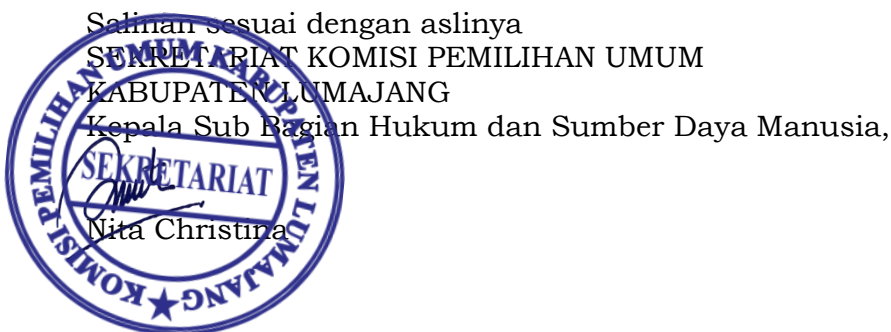 Salinan sesuai dengan aslinya
SEKRETARIAT KOMISI PEMILIHAN UMUM
KABUPATEN LUMAJANG
Kepala Sub Bagian Hukum dan Sumber Daya Manusia,
KOMISI PEMILIHAN UMUM KABUPATEN LUMAJANG
SEKRETARIAT
Nita Christina